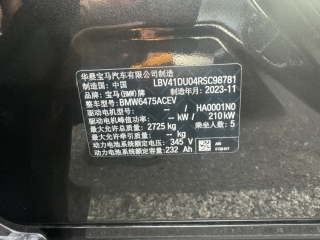 华晨宝马汽车有限公司制造
制造国：中国 LBV41DU04RSC98781
品牌：宝马(BMW)牌 制造年月：2023-11
整车型号：BMW6475ACEV
驱动电机型号： -- / HA0001N0
驱动电机峰值功率： -- kW / 210 kW
最大允许总质量：2725 kg 乘坐人数：5
最大允许牵引质量： -- kg
动力电池系统额定电压：345 V
动力电池系统额定容量：232 Ah